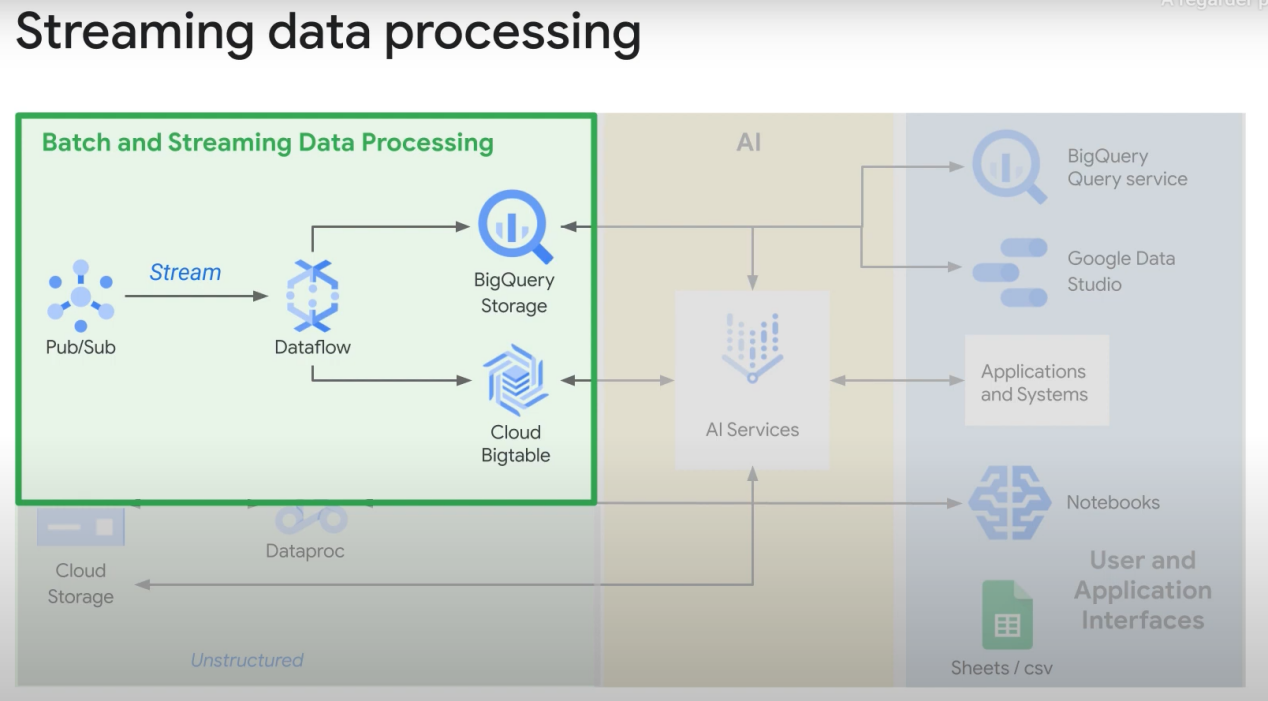 A regarder p
Streaming data processing
Batch and Streaming Data Processing
Stream
Pub/Sub
Dataflow
BigQuery
Storage
Cloud
Bigtable
Cloud
Storage
Dataproc
Unstructured
AI
AI Services
BigQuery
Query service
Google Data
Studio
Applications
and Systems
Notebooks
User and
Application
Interfaces
Sheets / csv